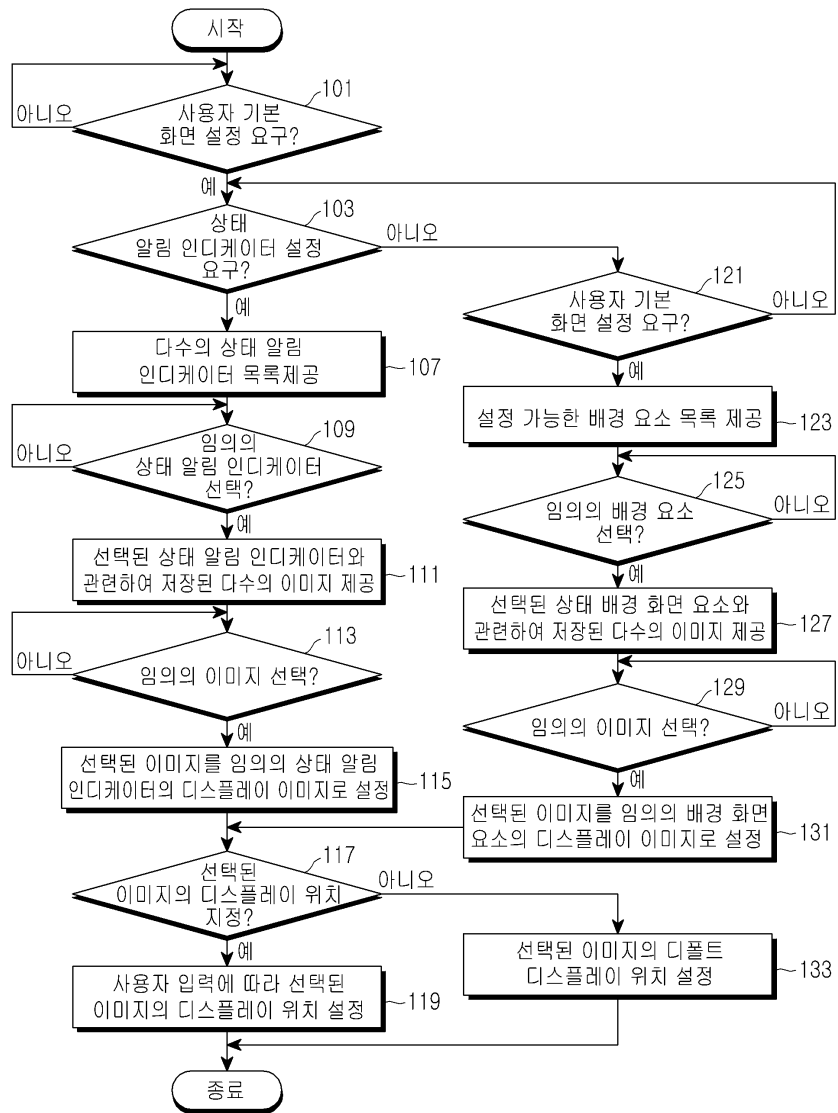 시작
101
아니오
사용자 기본
화면 설정 요구?
예
103
상태
알림 인디케이터 설정
요구?
아니오
예
121
사용자 기본
화면 설정 요구?
아니오
예
다수의 상태 알림
인디케이터 목록제공
107
설정 가능한 배경 요소 목록 제공
123
109
아니오
임의의
상태 알림 인디케이터
선택?
예
125
임의의 배경 요소
선택?
아니오
예
선택된 상태 알림 인디케이터와
관련하여 저장된 다수의 이미지 제공
111
선택된 상태 배경 화면 요소와
관련하여 저장된 다수의 이미지 제공
127
113
아니오
임의의 이미지 선택?
예
129
임의의 이미지 선택?
아니오
예
선택된 이미지를 임의의 상태 알림
인디케이터의 디스플레이 이미지로 설정
115
선택된 이미지를 임의의 배경 화면
요소의 디스플레이 이미지로 설정
131
117
선택된
이미지의 디스플레이 위치
지정?
아니오
예
선택된 이미지의 디폴트
디스플레이 위치 설정
133
사용자 입력에 따라 선택된
이미지의 디스플레이 위치 설정
119
종료